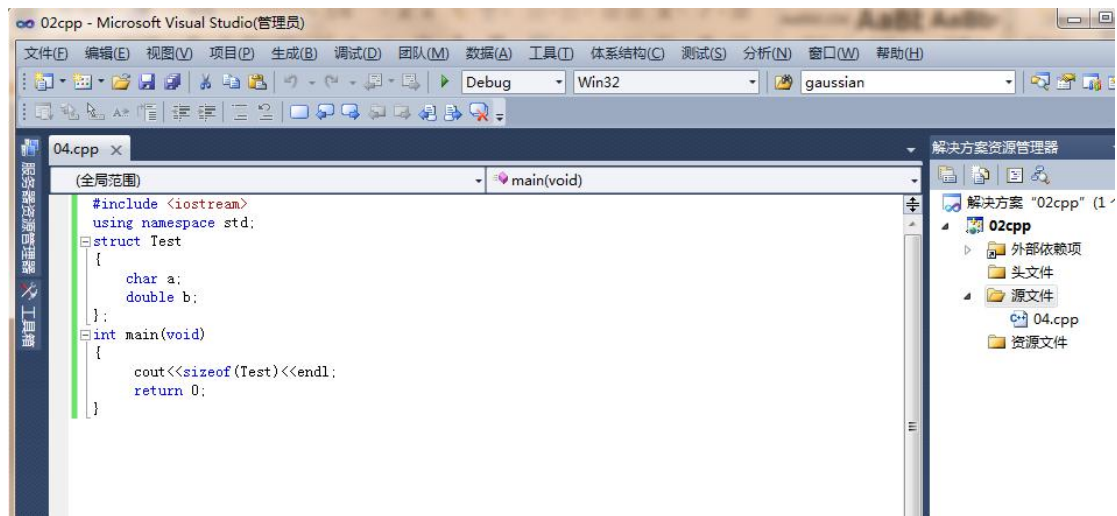 02cpp - Microsoft Visual Studio(管理员)
文件(F) 编辑(E) 视图(V) 项目(P) 生成(B) 调试(D) 团队(M) 数据(A) 工具(T) 体系结构(C) 测试(S) 分析(N) 窗口(W) 帮助(H)
Debug Win32 gaussian
04.cpp
解决方案资源管理器
服务器资源管理器
工具箱
(全局范围) main(void)
#include <iostream>
using namespace std;
struct Test
{
char a;
double b;
};
int main(void)
{
cout<<sizeof(Test)<<endl;
return 0;
}
解决方案 "02cpp" (1
02cpp
外部依赖项
头文件
源文件
04.cpp
资源文件